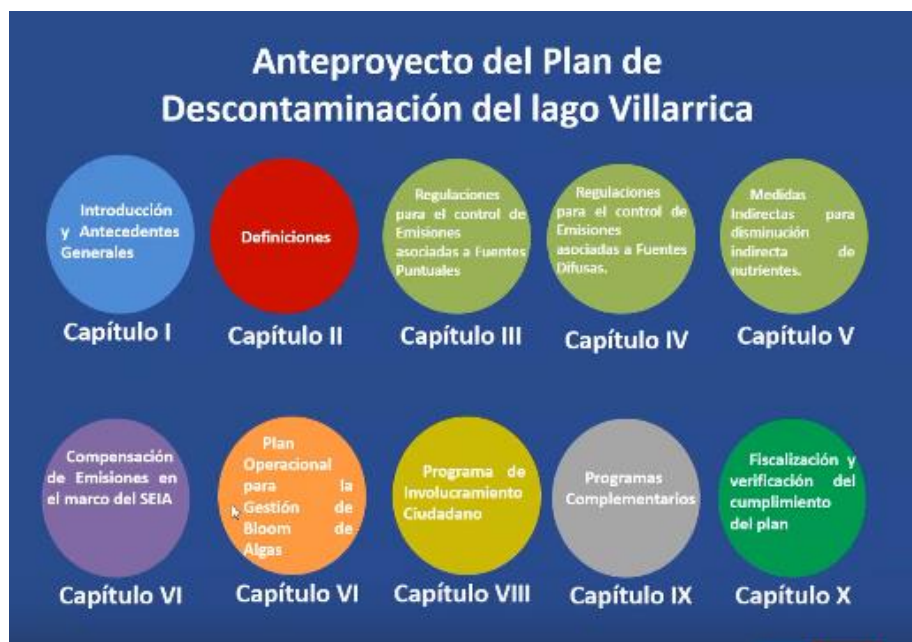 Anteproyecto del Plan de
Descontaminación del lago Villarrica
Introducción
y Antecedentes
Generales
Capítulo I
Definiciones
Capítulo II
Regulaciones
para el control de
Emisiones
asociadas a Fuentes
Puntuales
Capítulo III
Regulaciones
para el control de
Emisiones
asociadas a Fuentes
Difusas.
Capítulo IV
Medidas
Indirectas para
disminución
indirecta de
nutrientes.
Capítulo V
Compensación
de Emisiones en
el marco del SEIA
Capítulo VI
Plan
Operacional
para la
Gestión de
Bloom de
Algas
Capítulo VI
Programa de
Involucramiento
Ciudadano
Capítulo VIII
Programas
Complementarios
Capítulo IX
Fiscalización y
verificación del
cumplimiento
del plan
Capítulo X